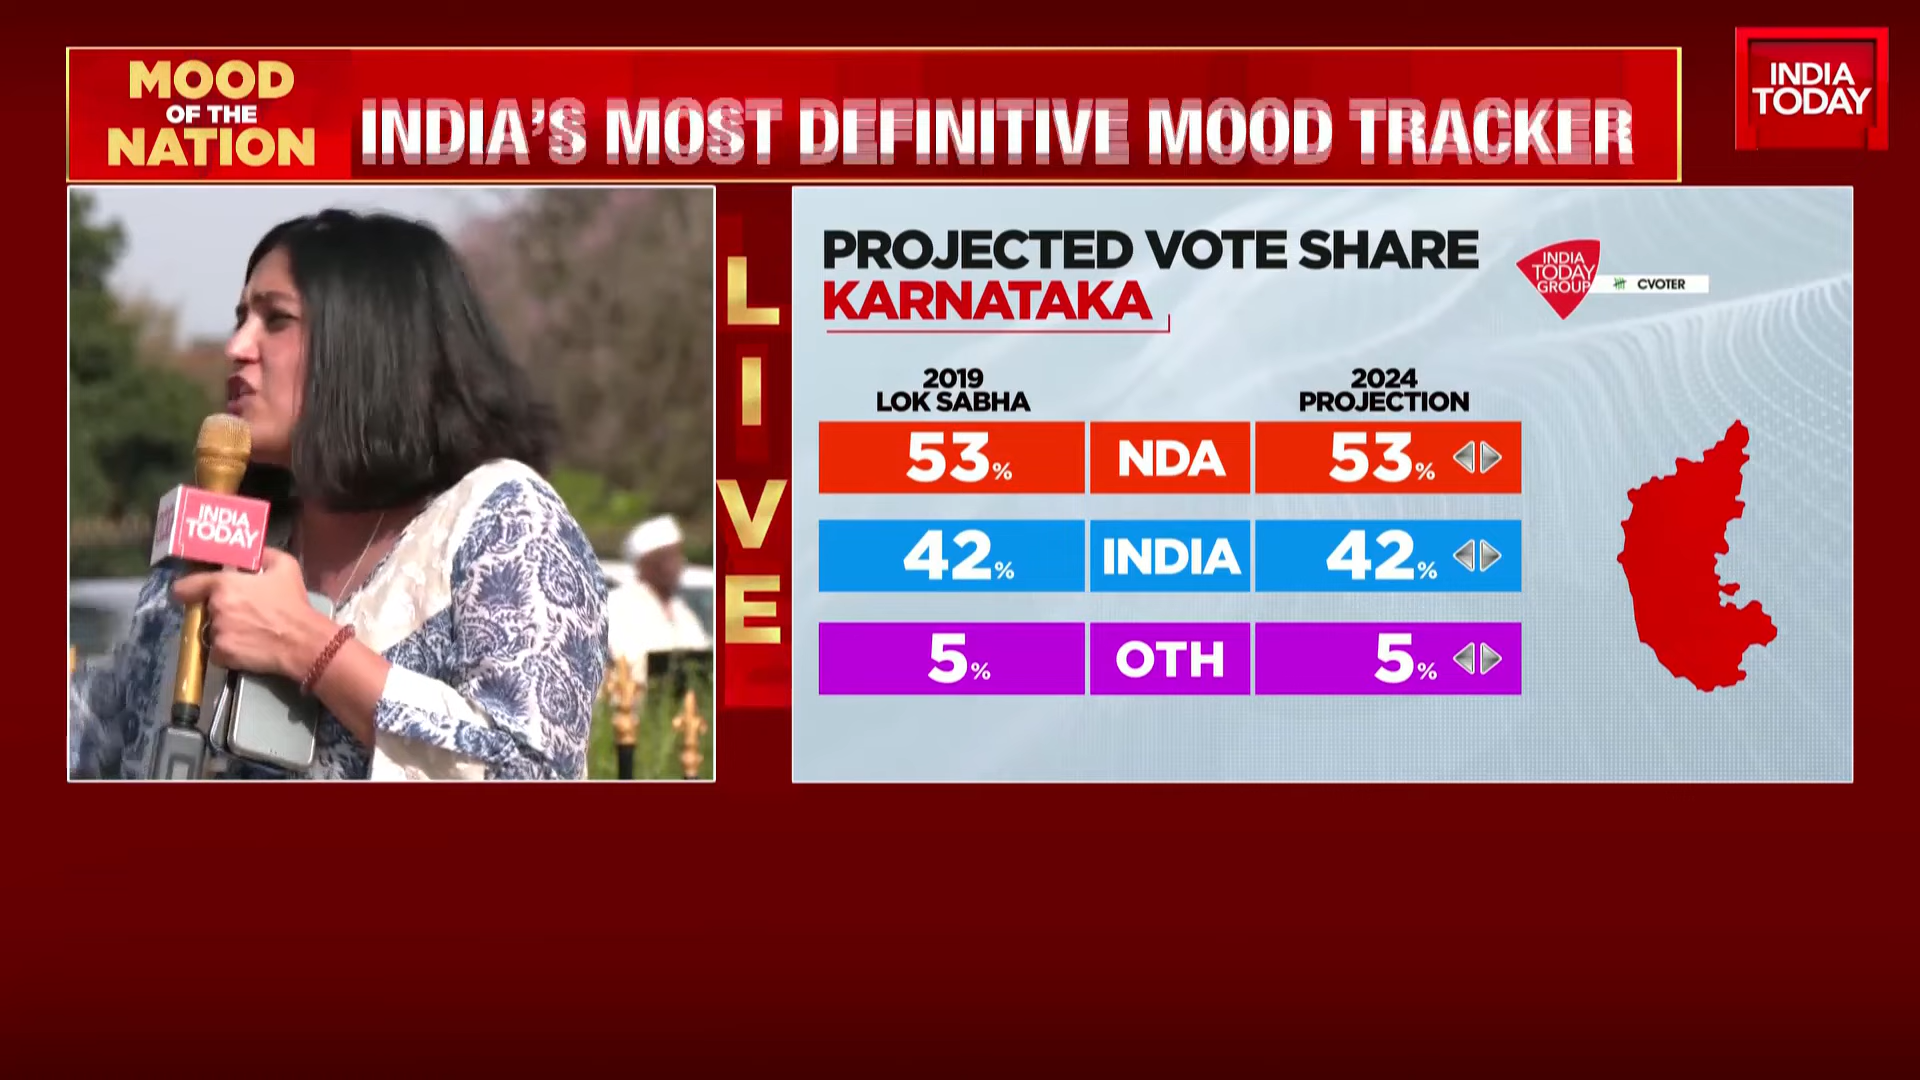 MOOD
OF THE
NATION
INDIA'S MOST DEFINITIVE MOOD TRACKER
INDIA
TODAY
INDIA
TODAY
L
I
V
E
PROJECTED VOTE SHARE
KARNATAKA
INDIA
TODAY
GROUP
CVOTER
2019
LOK SABHA
2024
PROJECTION
53% NDA 53%
42% INDIA 42%
5% OTH 5%